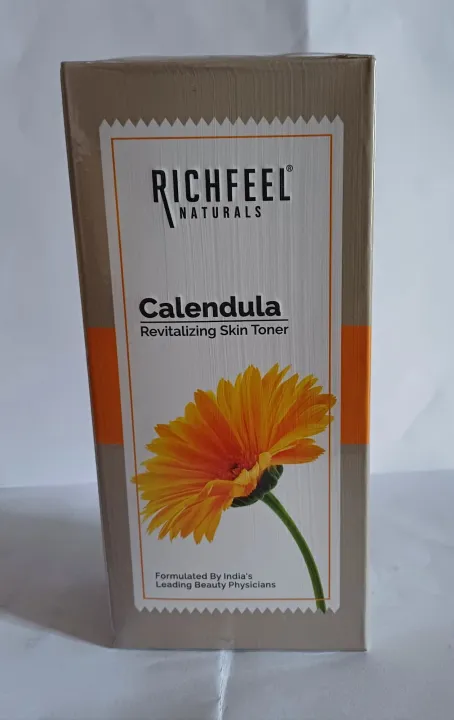 RICHFEEL®
NATURALS
Calendula
Revitalizing Skin Toner
Formulated By India's
Leading Beauty Physicians